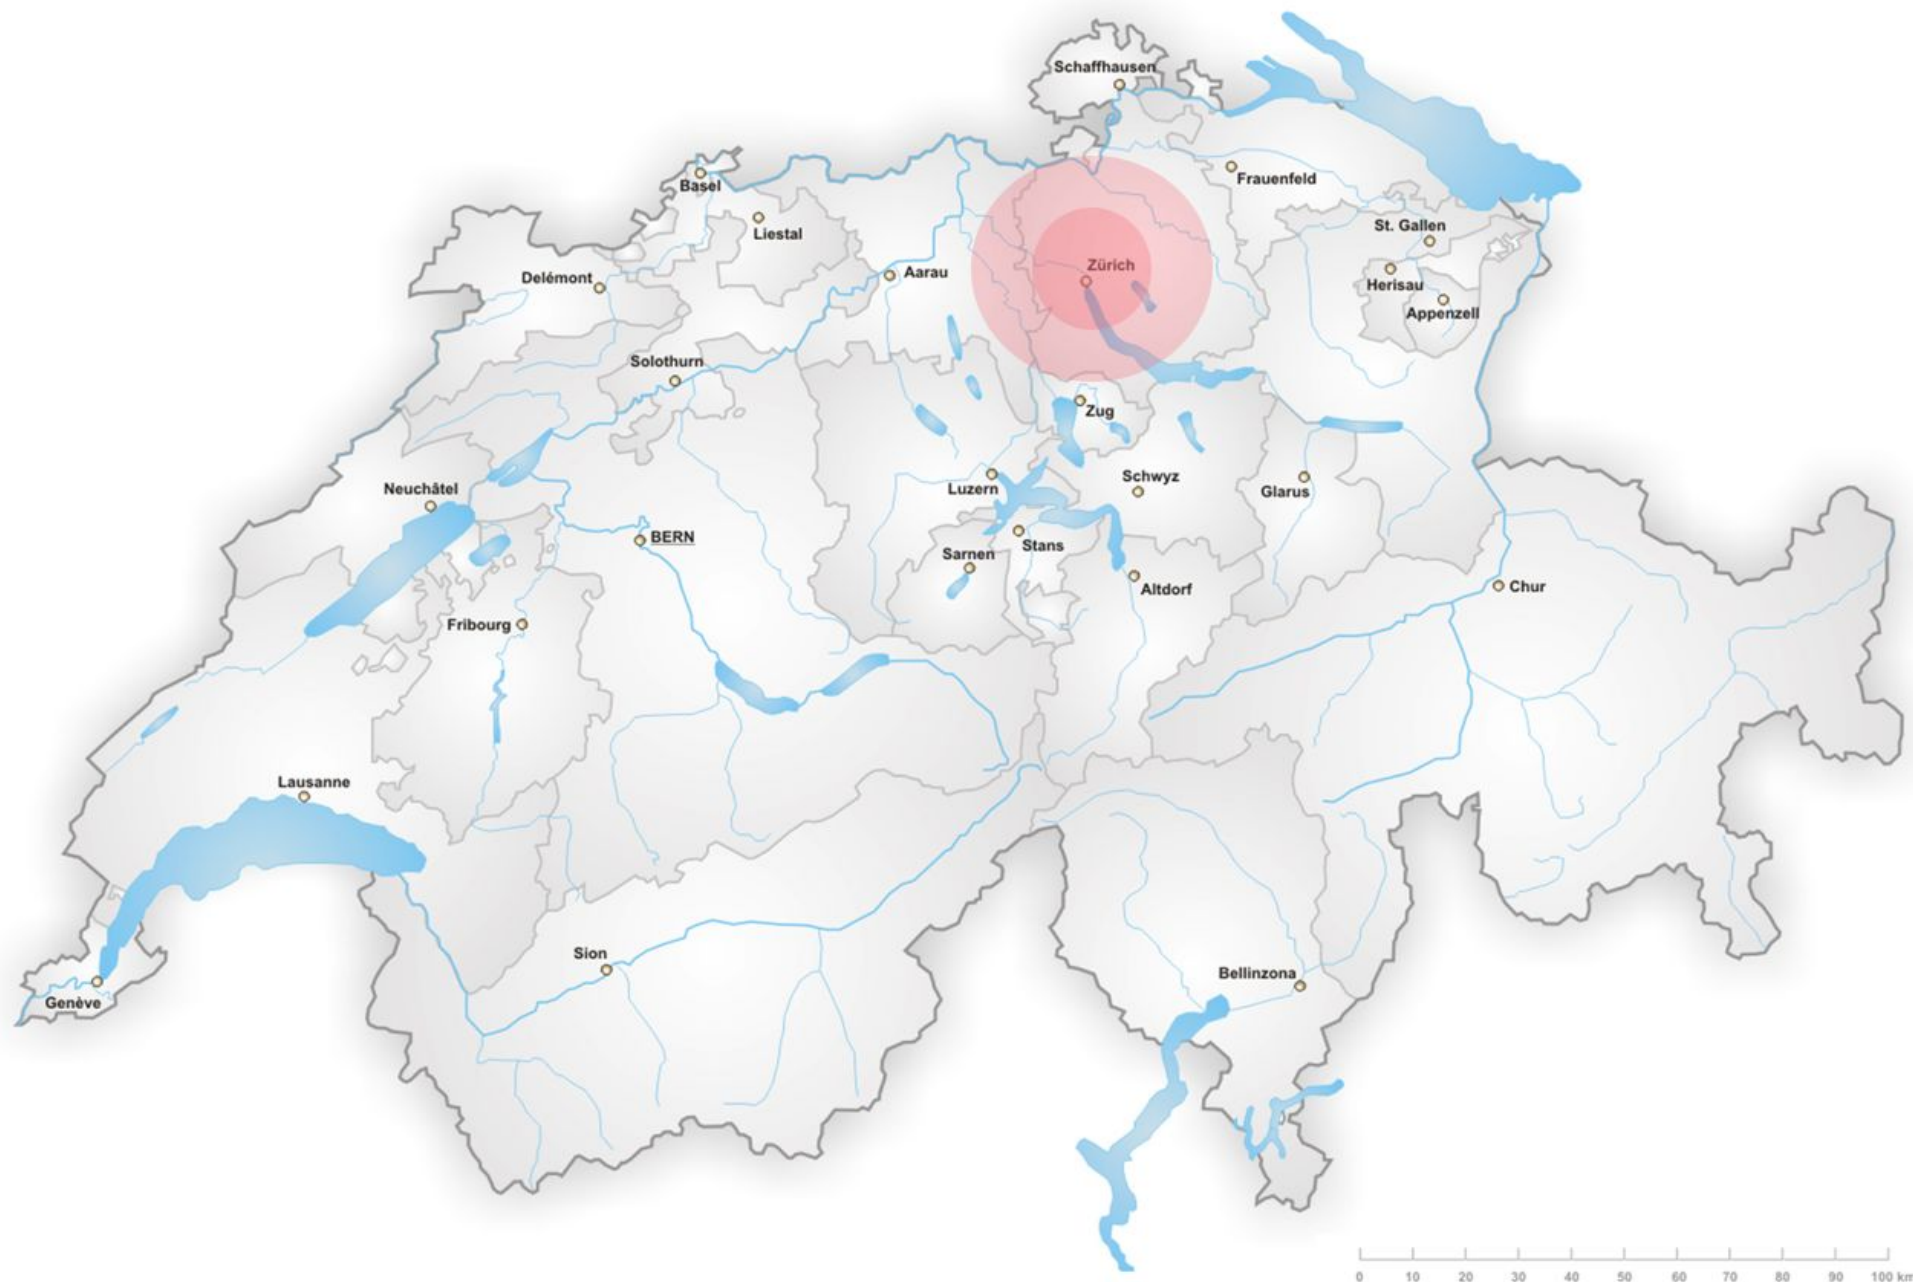 Schaffhausen
Basel
Frauenfeld
Liestal
St. Gallen
Delémont
Aarau
Zürich
Herisau
Appenzell
Solothurn
Zug
Neuchâtel
Luzern
Schwyz
Glarus
BERN
Stans
Sarnen
Altdorf
Chur
Fribourg
Lausanne
Sion
Bellinzona
Genève
0 10 20 30 40 50 60 70 80 90 100 km